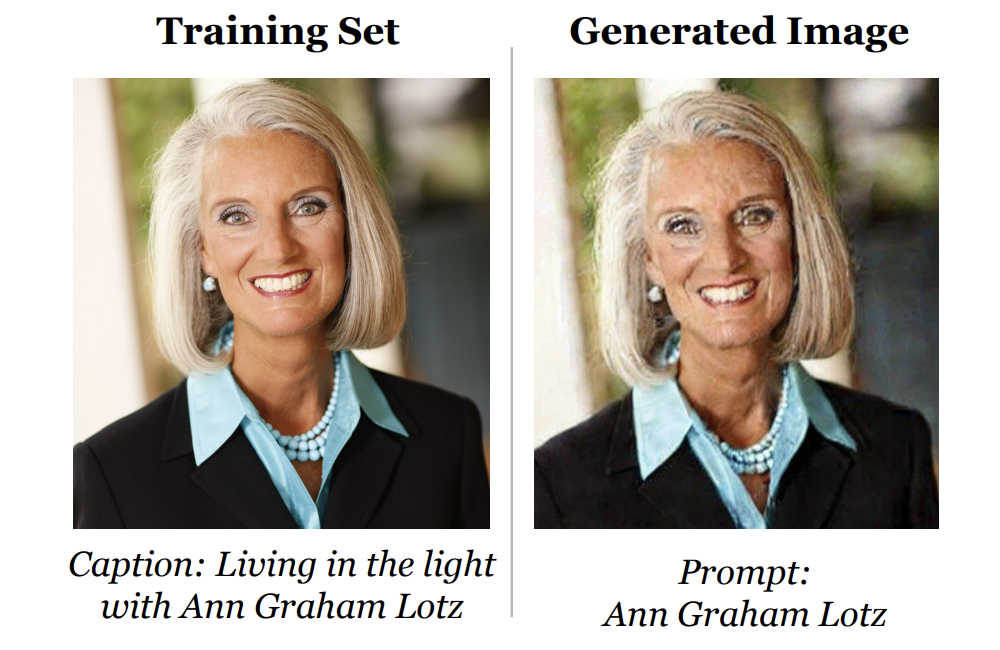 Training Set
Generated Image
Caption: Living in the light
with Ann Graham Lotz
Prompt:
Ann Graham Lotz